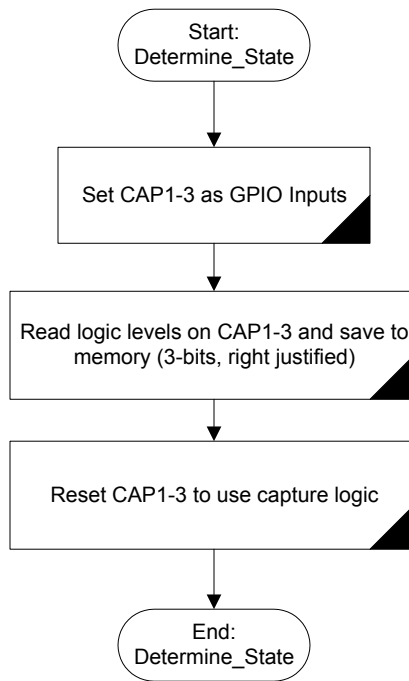 Start:
Determine_State
Set CAP1-3 as GPIO Inputs
Read logic levels on CAP1-3 and save to
memory (3-bits, right justified)
Reset CAP1-3 to use capture logic
End:
Determine_State